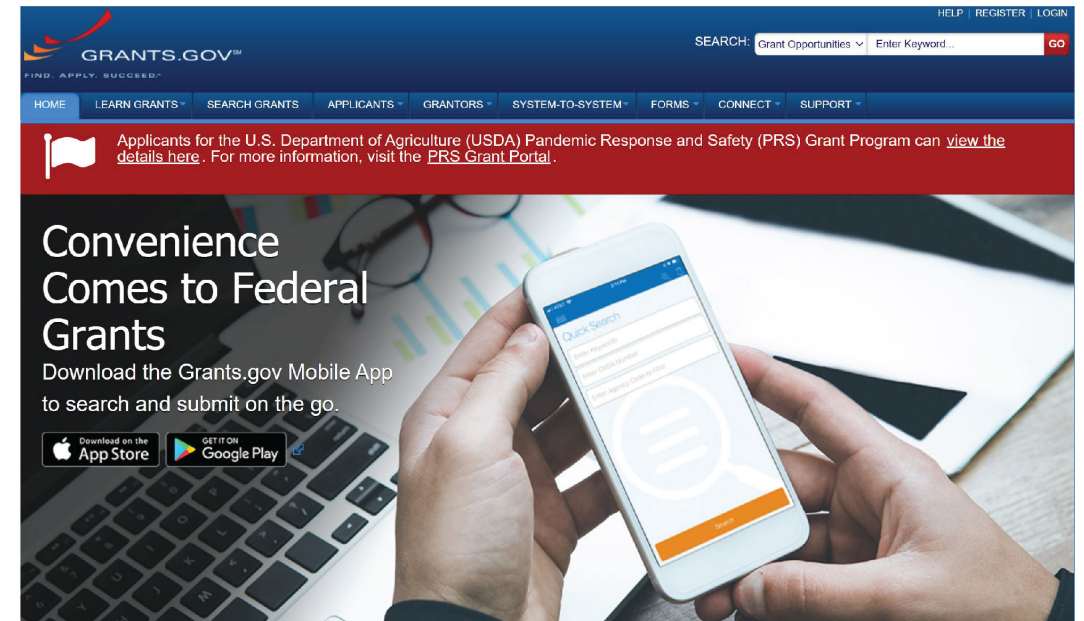 HELP | REGISTER | LOGIN
SEARCH: Grant Opportunities Enter Keyword... GO
GRANTS.GOV℠
FIND. APPLY. SUCCEED.℠
HOME LEARN GRANTS SEARCH GRANTS APPLICANTS GRANTORS SYSTEM-TO-SYSTEM FORMS CONNECT SUPPORT
Applicants for the U.S. Department of Agriculture (USDA) Pandemic Response and Safety (PRS) Grant Program can view the
details here. For more information, visit the PRS Grant Portal.
Convenience
Comes to Federal
Grants
Download the Grants.gov Mobile App
to search and submit on the go.
Download on the
App Store
GET IT ON
Google Play
Quick Search
Enter Keywords
Enter CFDA Number
Enter Agency Code to Filter
Search